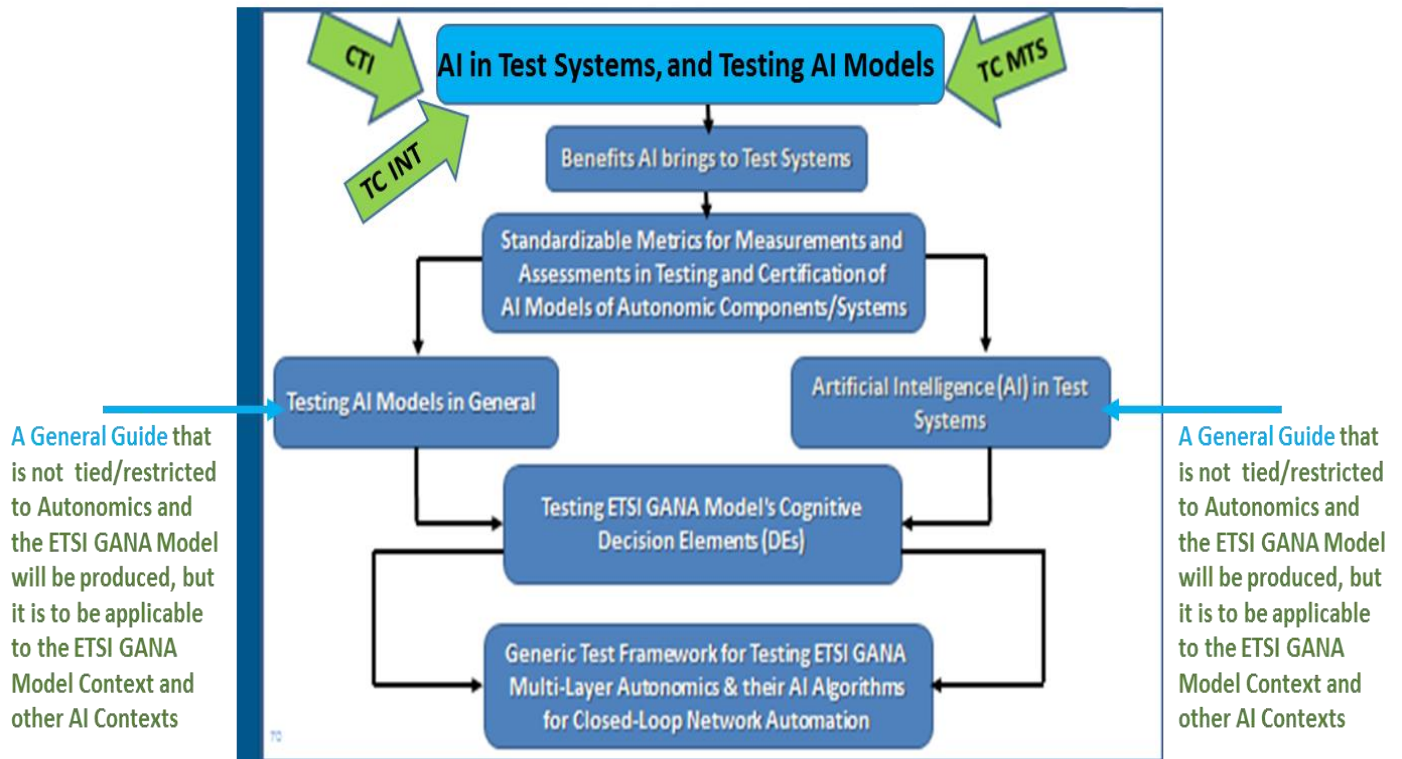 CTI
AI in Test Systems, and Testing AI Models
TC MTS
TC INT
Benefits AI brings to Test Systems
Standardizable Metrics for Measurements and
Assessments in Testing and Certification of
AI Models of Autonomic Components/Systems
Testing AI Models in General
Artificial Intelligence (AI) in Test
Systems
A General Guide that
is not tied/restricted
to Autonomics and
the ETSI GANA Model
will be produced, but
it is to be applicable
to the ETSI GANA
Model Context and
other AI Contexts
A General Guide that
is not tied/restricted
to Autonomics and
the ETSI GANA Model
will be produced, but
it is to be applicable
to the ETSI GANA
Model Context and
other AI Contexts
Testing ETSI GANA Model's Cognitive
Decision Elements (DEs)
Generic Test Framework for Testing ETSI GANA
Multi-Layer Autonomics & their AI Algorithms
for Closed-Loop Network Automation
70